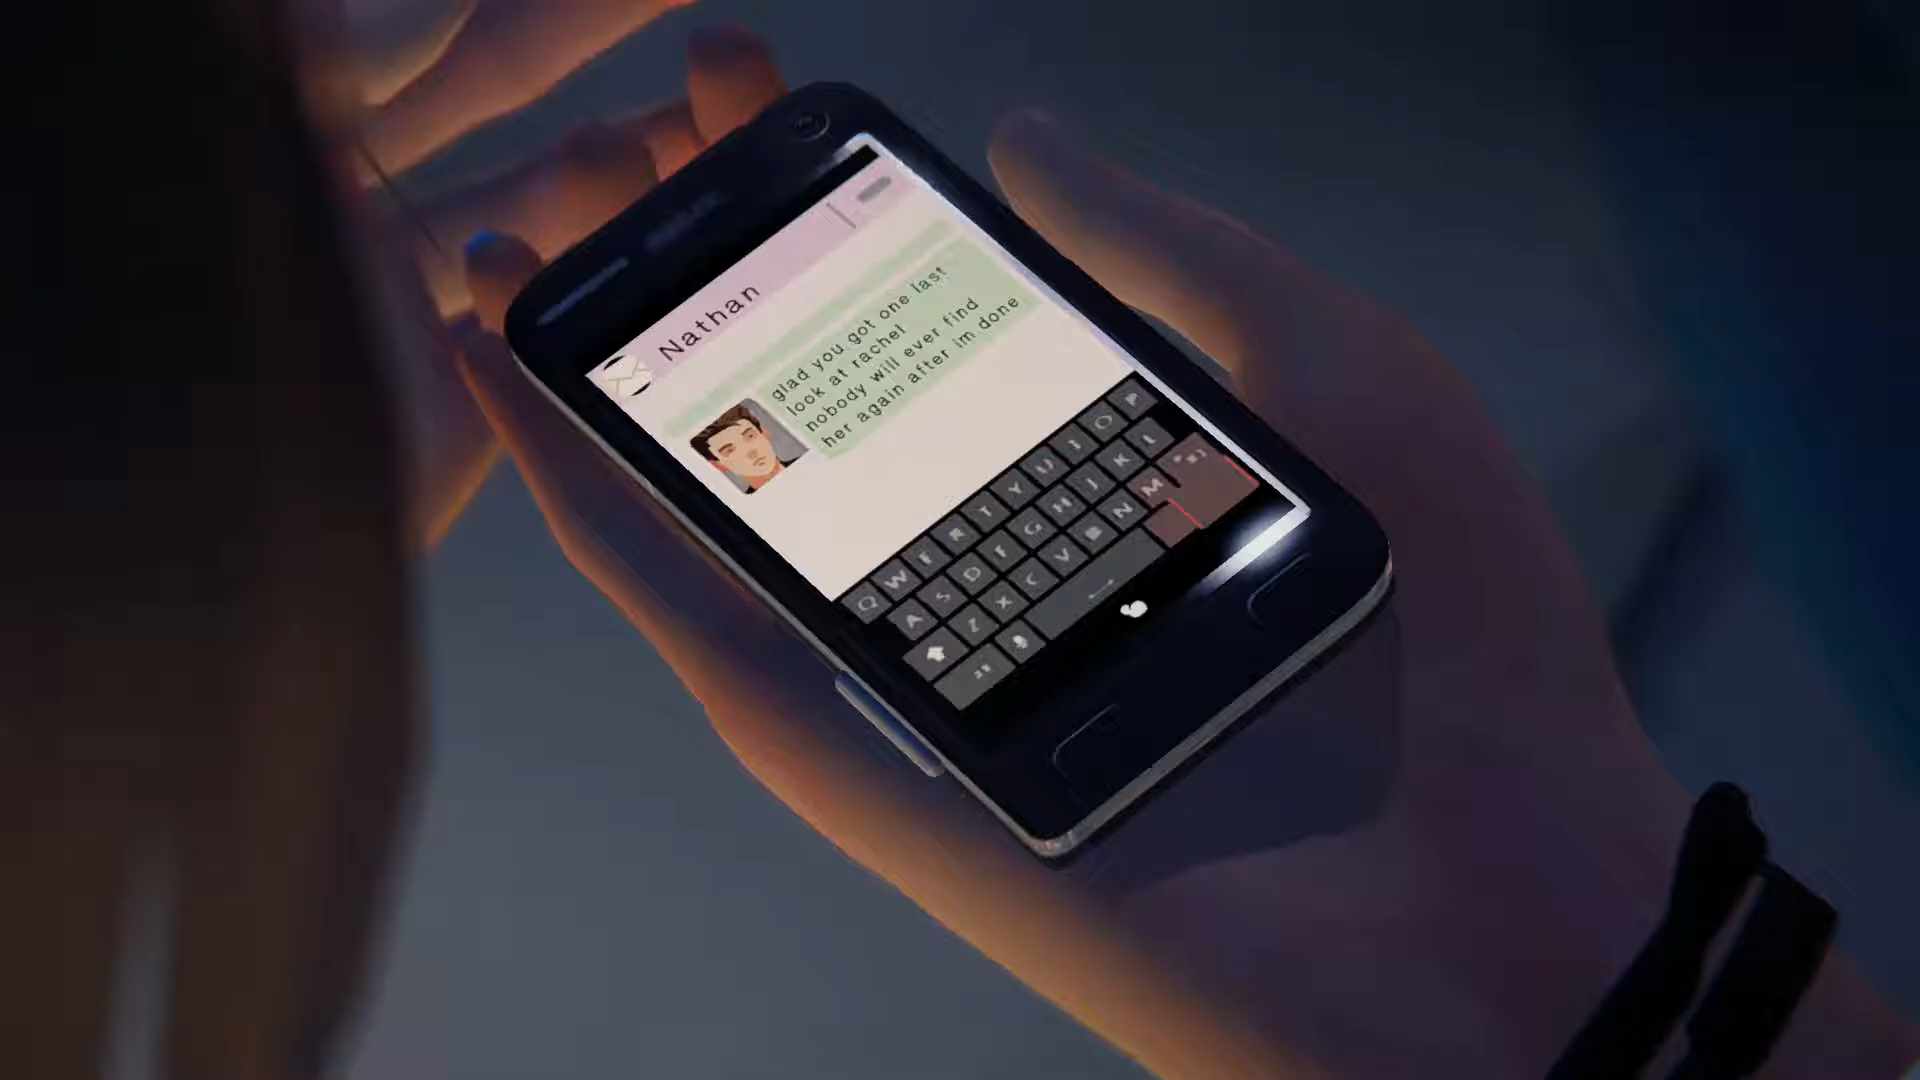 Nathan
glad you got one last
look at rachel
nobody will ever find
her again after im done
Q W E R T Y U I O P
A S D F G H J K L
Z X C V B N M